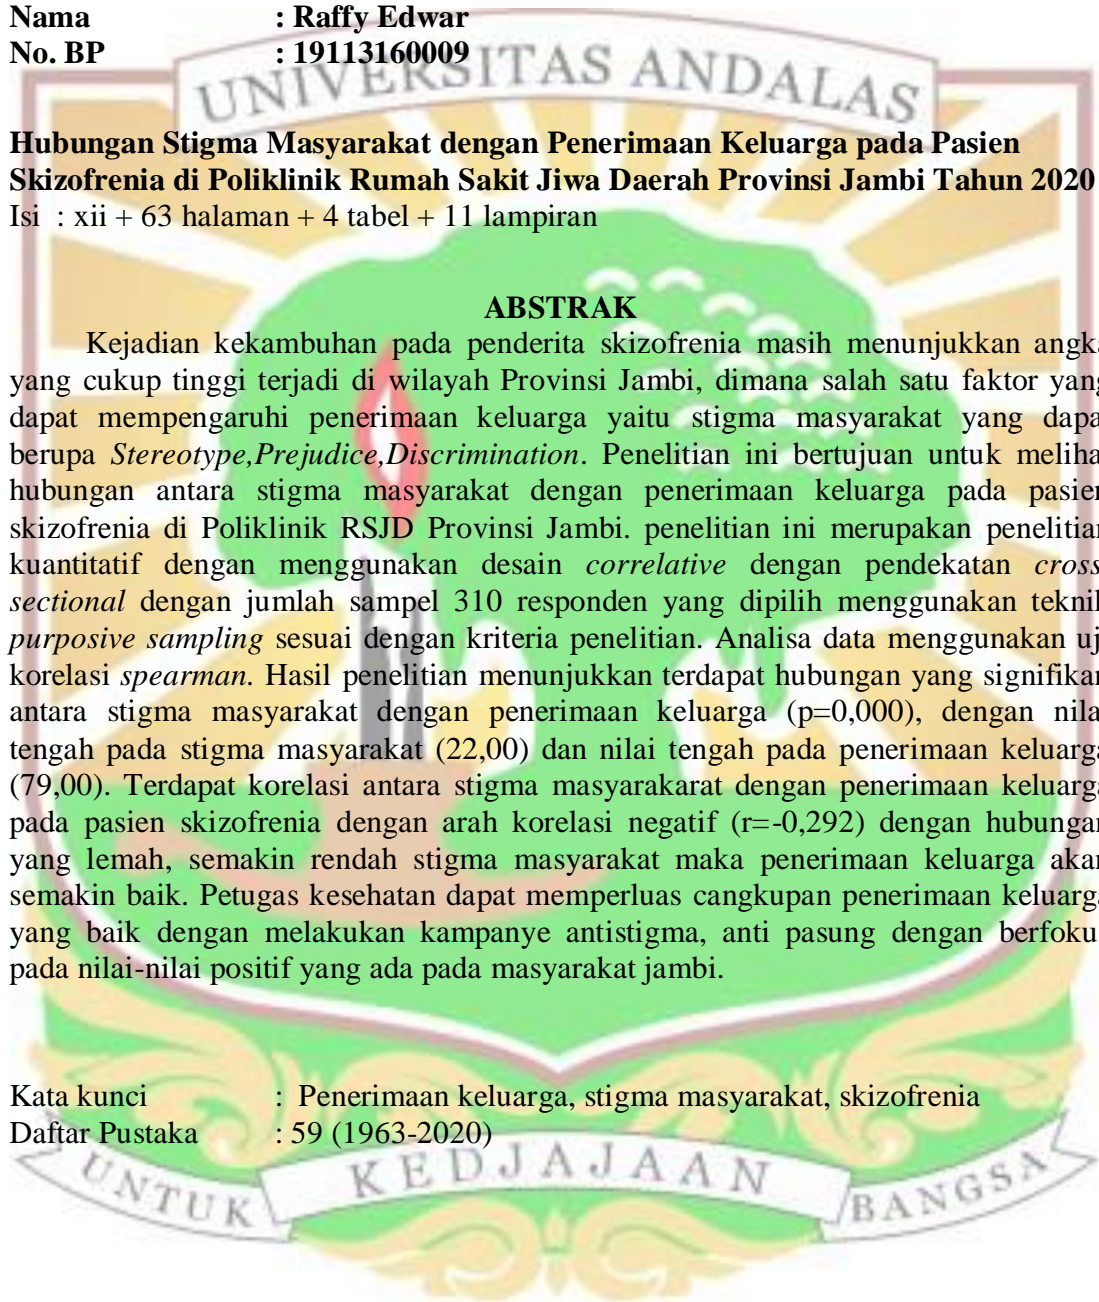 Nama : Raffy Edwar
No. BP : 19113160009
UNIVERSITAS ANDALAS
Hubungan Stigma Masyarakat dengan Penerimaan Keluarga pada Pasien
Skizofrenia di Poliklinik Rumah Sakit Jiwa Daerah Provinsi Jambi Tahun 2020
Isi : xii + 63 halaman + 4 tabel + 11 lampiran
ABSTRAK
Kejadian kekambuhan pada penderita skizofrenia masih menunjukkan angka
yang cukup tinggi terjadi di wilayah Provinsi Jambi, dimana salah satu faktor yang
dapat mempengaruhi penerimaan keluarga yaitu stigma masyarakat yang dapa
berupa Stereotype,Prejudice,Discrimination. Penelitian ini bertujuan untuk meliha
hubungan antara stigma masyarakat dengan penerimaan keluarga pada pasien
skizofrenia di Poliklinik RSJD Provinsi Jambi. penelitian ini merupakan penelitian
kuantitatif dengan menggunakan desain correlative dengan pendekatan cross
sectional dengan jumlah sampel 310 responden yang dipilih menggunakan teknik
purposive sampling sesuai dengan kriteria penelitian. Analisa data menggunakan uj
korelasi spearman. Hasil penelitian menunjukkan terdapat hubungan yang signifikan
antara stigma masyarakat dengan penerimaan keluarga (p=0,000), dengan nila
tengah pada stigma masyarakat (22,00) dan nilai tengah pada penerimaan keluarga
(79,00). Terdapat korelasi antara stigma masyarakarat dengan penerimaan keluarga
pada pasien skizofrenia dengan arah korelasi negatif (r=-0,292) dengan hubungan
yang lemah, semakin rendah stigma masyarakat maka penerimaan keluarga akan
semakin baik. Petugas kesehatan dapat memperluas cangkupan penerimaan keluarga
yang baik dengan melakukan kampanye antistigma, anti pasung dengan berfoku
pada nilai-nilai positif yang ada pada masyarakat jambi.
Kata kunci : Penerimaan keluarga, stigma masyarakat, skizofrenia
Daftar Pustaka : 59 (1963-2020)
UNTUK KEDJAJAAN BANGSA